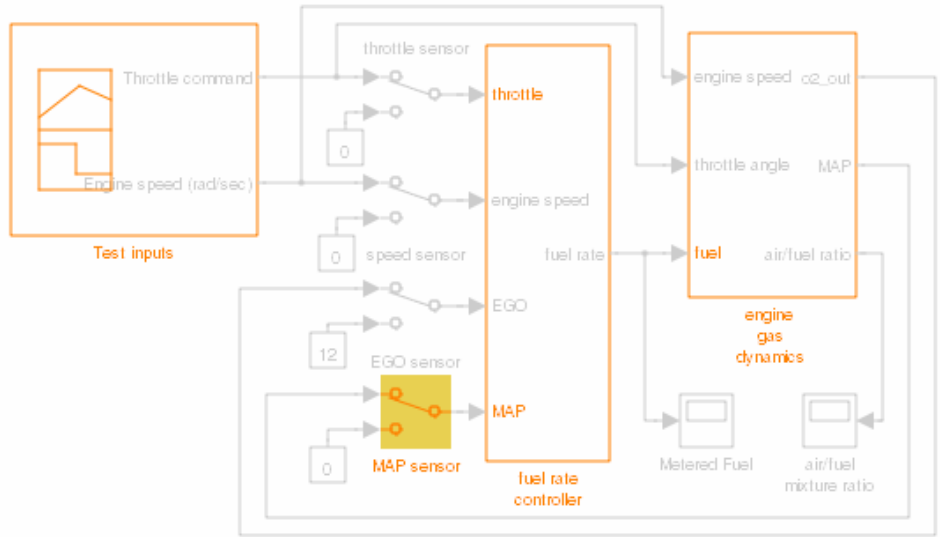 throttle sensor
Throttle command
throttle
0
Engine speed (rad/sec)
engine speed
0
speed sensor
fuel rate
EGO
12
EGO sensor
MAP
0
MAP sensor
Test inputs
fuel rate
controller
engine speed
o2_out
throttle angle
MAP
fuel
air/fuel ratio
engine
gas
dynamics
Metered Fuel
air/fuel
mixture ratio